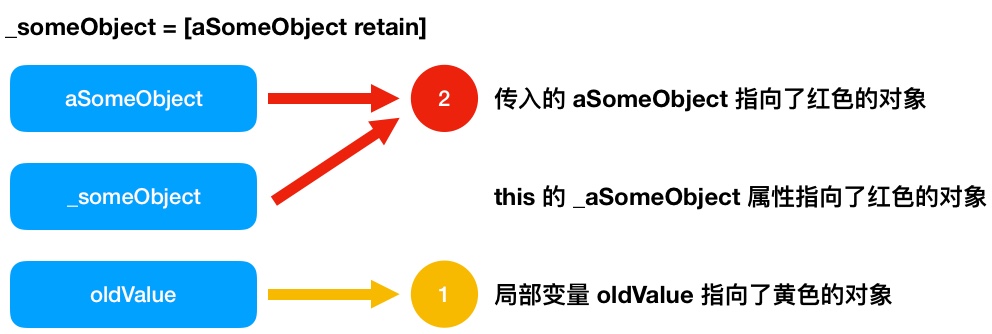 _someObject = [aSomeObject retain]
aSomeObject 2 传入的 aSomeObject 指向了红色的对象
_someObject this 的 _aSomeObject 属性指向了红色的对象
oldValue 1 局部变量 oldValue 指向了黄色的对象